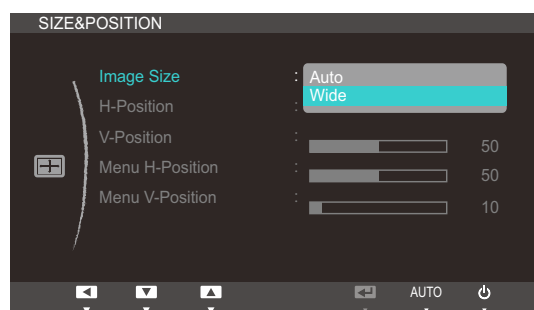 SIZE&POSITION
Image Size : Auto
Wide
H-Position :
V-Position : 50
Menu H-Position : 50
Menu V-Position : 10
AUTO